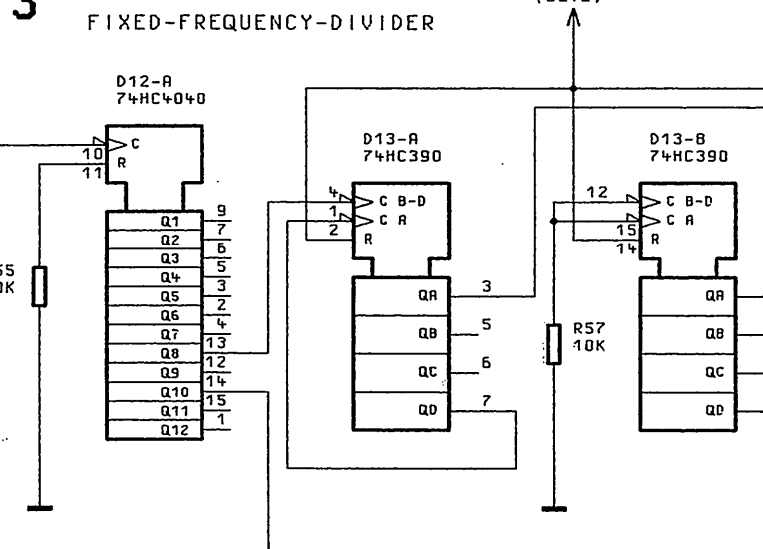 3
FIXED-FREQUENCY-DIVIDER
D12-A
74HC4040
C
10
R
11
Q1 9
Q2 7
Q3 6
Q4 5
Q5 3
Q6 2
Q7 4
Q8 13
Q9 12
Q10 14
Q11 15
Q12 1
D13-A
74HC390
4 C B-D
1 C A
2 R
QA 3
QB 5
QC 6
QD 7
D13-B
74HC390
12 C B-D
C A
15
R
14
QA
QB
QC
QD
R57
10K